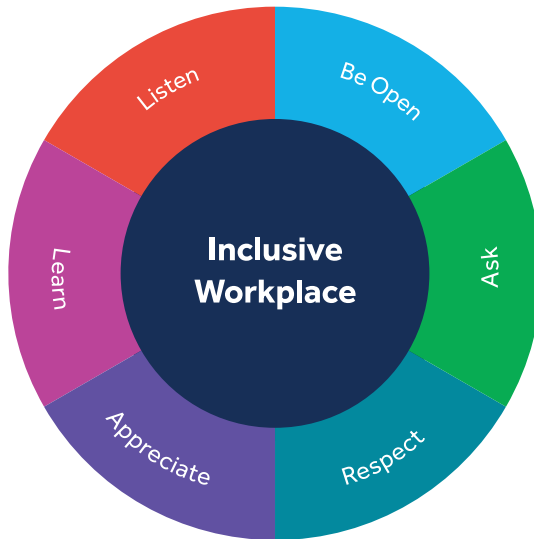 Inclusive
Workplace
Be Open
Ask
Respect
Appreciate
Learn
Listen